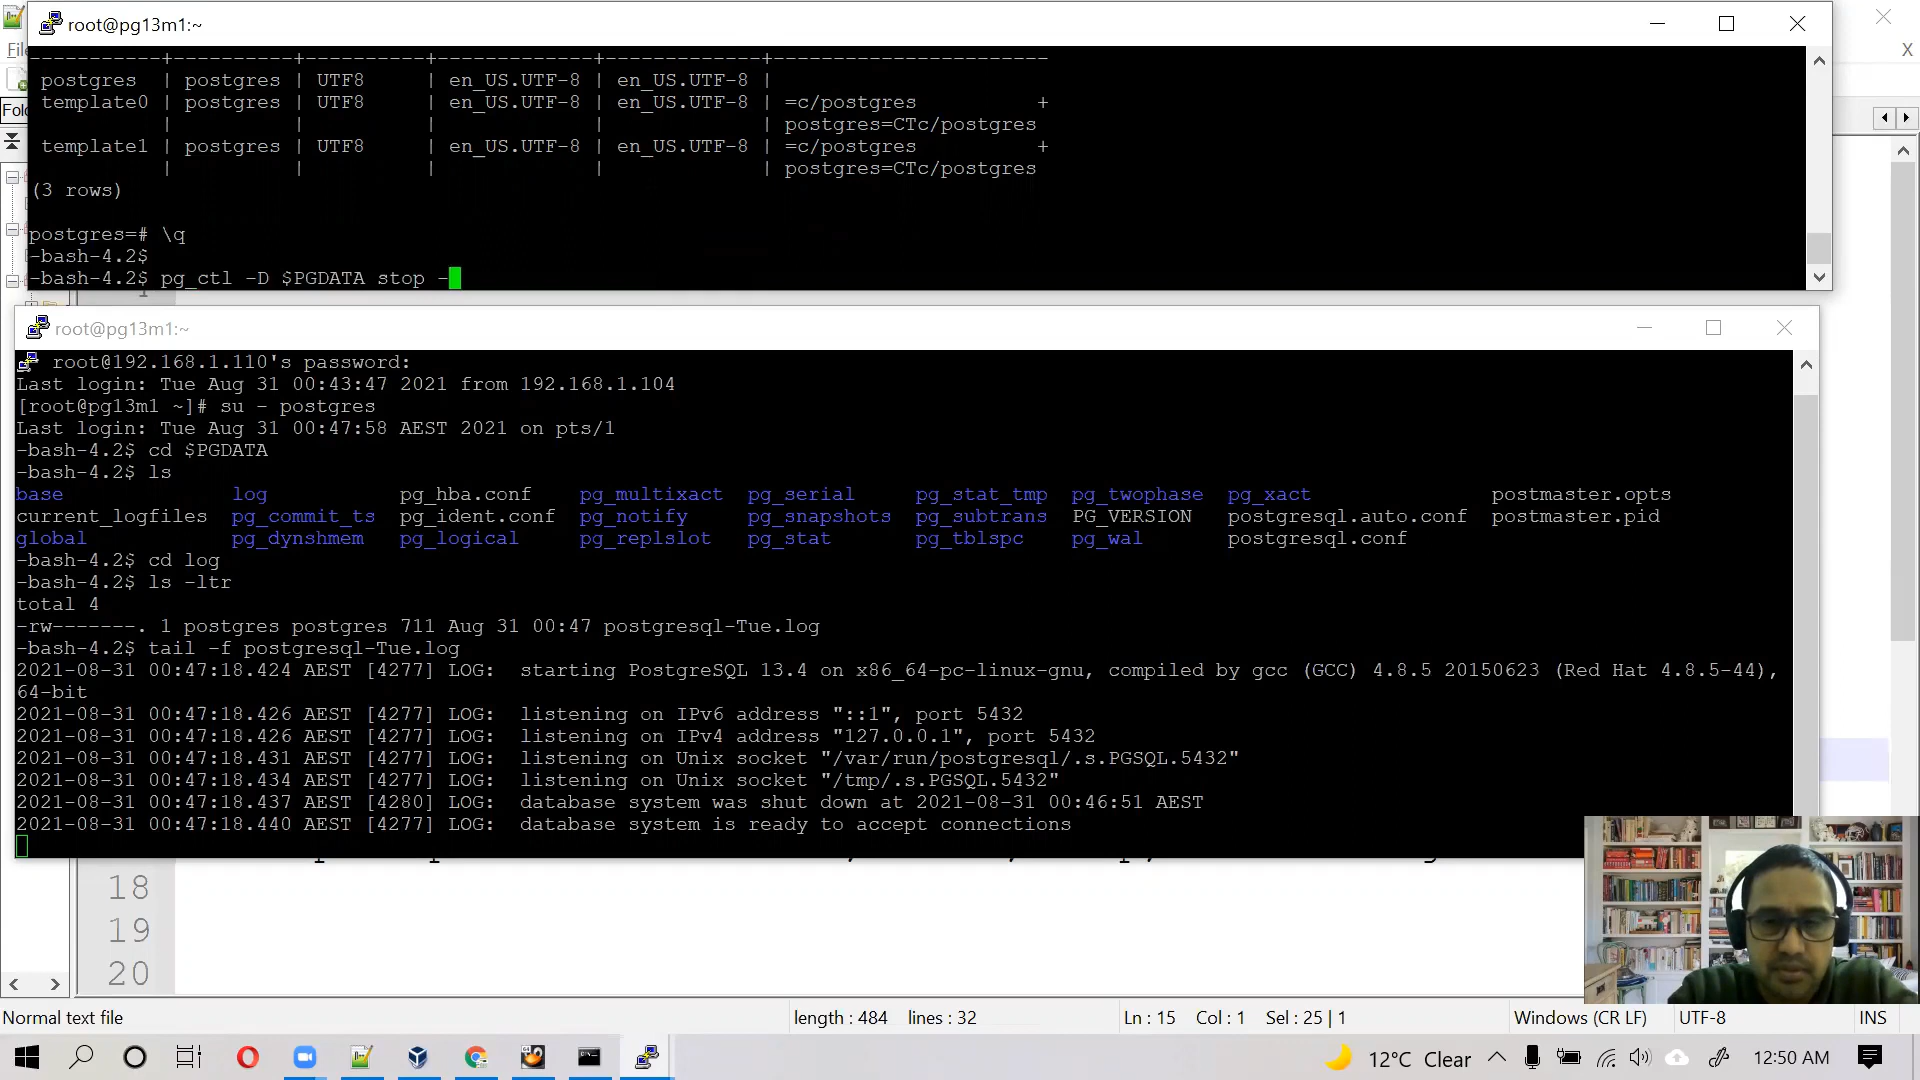 root@pg13m1:~
File
X
Fold
-----------+----------+----------+-------------+-------------+-----------------------
postgres | postgres | UTF8 | en_US.UTF-8 | en_US.UTF-8 |
template0 | postgres | UTF8 | en_US.UTF-8 | en_US.UTF-8 | =c/postgres +
| | | | | postgres=CTc/postgres
template1 | postgres | UTF8 | en_US.UTF-8 | en_US.UTF-8 | =c/postgres +
| | | | | postgres=CTc/postgres
(3 rows)
postgres=# \q
-bash-4.2$
-bash-4.2$ pg_ctl -D $PGDATA stop -
root@pg13m1:~
root@192.168.1.110's password:
Last login: Tue Aug 31 00:43:47 2021 from 192.168.1.104
[root@pg13m1 ~]# su - postgres
Last login: Tue Aug 31 00:47:58 AEST 2021 on pts/1
-bash-4.2$ cd $PGDATA
-bash-4.2$ ls
base log pg_hba.conf pg_multixact pg_serial pg_stat_tmp pg_twophase pg_xact postmaster.opts
current_logfiles pg_commit_ts pg_ident.conf pg_notify pg_snapshots pg_subtrans PG_VERSION postgresql.auto.conf postmaster.pid
global pg_dynshmem pg_logical pg_replslot pg_stat pg_tblspc pg_wal postgresql.conf
-bash-4.2$ cd log
-bash-4.2$ ls -ltr
total 4
-rw-------. 1 postgres postgres 711 Aug 31 00:47 postgresql-Tue.log
-bash-4.2$ tail -f postgresql-Tue.log
2021-08-31 00:47:18.424 AEST [4277] LOG:  starting PostgreSQL 13.4 on x86_64-pc-linux-gnu, compiled by gcc (GCC) 4.8.5 20150623 (Red Hat 4.8.5-44),
64-bit
2021-08-31 00:47:18.426 AEST [4277] LOG:  listening on IPv6 address "::1", port 5432
2021-08-31 00:47:18.426 AEST [4277] LOG:  listening on IPv4 address "127.0.0.1", port 5432
2021-08-31 00:47:18.431 AEST [4277] LOG:  listening on Unix socket "/var/run/postgresql/.s.PGSQL.5432"
2021-08-31 00:47:18.434 AEST [4277] LOG:  listening on Unix socket "/tmp/.s.PGSQL.5432"
2021-08-31 00:47:18.437 AEST [4280] LOG:  database system was shut down at 2021-08-31 00:46:51 AEST
2021-08-31 00:47:18.440 AEST [4277] LOG:  database system is ready to accept connections
18
19
20
Normal text file length : 484 lines : 32 Ln : 15 Col : 1 Sel : 25 | 1 Windows (CR LF) UTF-8 INS
12°C Clear 12:50 AM